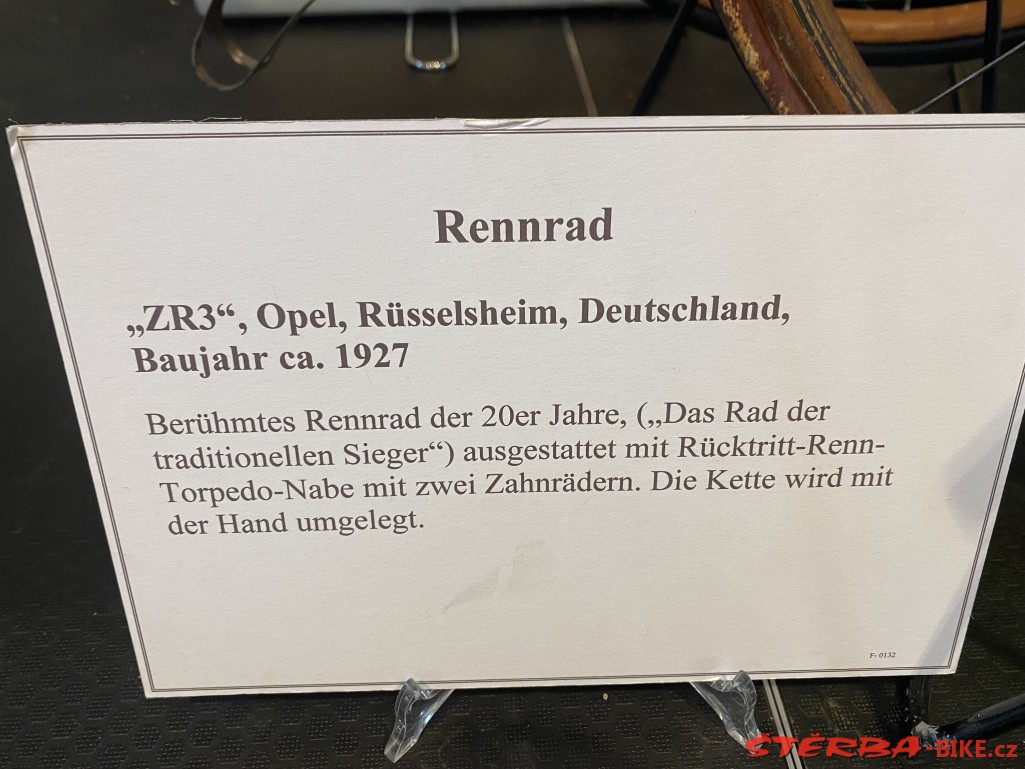 Rennrad
„ZR3“, Opel, Rüsselsheim, Deutschland,
Baujahr ca. 1927
Berühmtes Rennrad der 20er Jahre, („Das Rad der
traditionellen Sieger“) ausgestattet mit Rücktritt-Renn-
Torpedo-Nabe mit zwei Zahnrädern. Die Kette wird mit
der Hand umgelegt.
F- 0132
STĚRBA-BIKE.cz